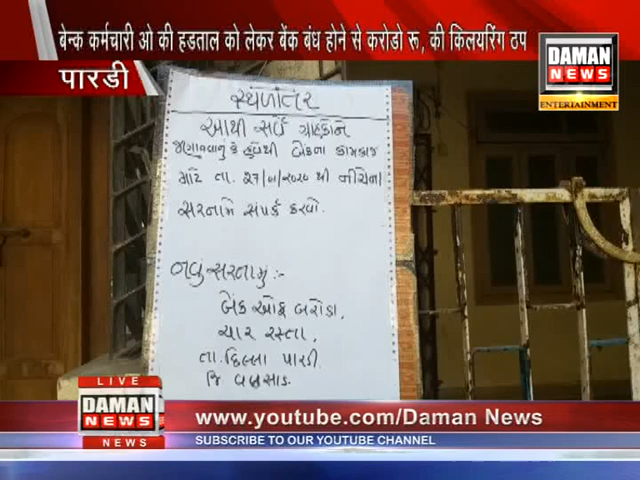 बेन्क कर्मचारी ओ की हडताल को लेकर बेंक बंध होने से करोडो रू, की किलयरिंग ठप
पारडी
DAMAN
NEWS
ENTERTAINMENT
સ્થળાંતર
આથી સર્વે ગ્રાહકોને
જણાવવાનું કે હવેથી બેંકના કામકાજ
માટે તા. ૨૭/૦૧/૨૦૨૦ થી નીચેના
સરનામે સંપર્ક કરવો.
નવું સરનામું :-
બેંક ઓફ બરોડા,
ચાર રસ્તા,
તા. કિલ્લા પારડી
જિ વલસાડ.
LIVE
DAMAN
NEWS
NEWS
www.youtube.com/Daman News
SUBSCRIBE TO OUR YOUTUBE CHANNEL